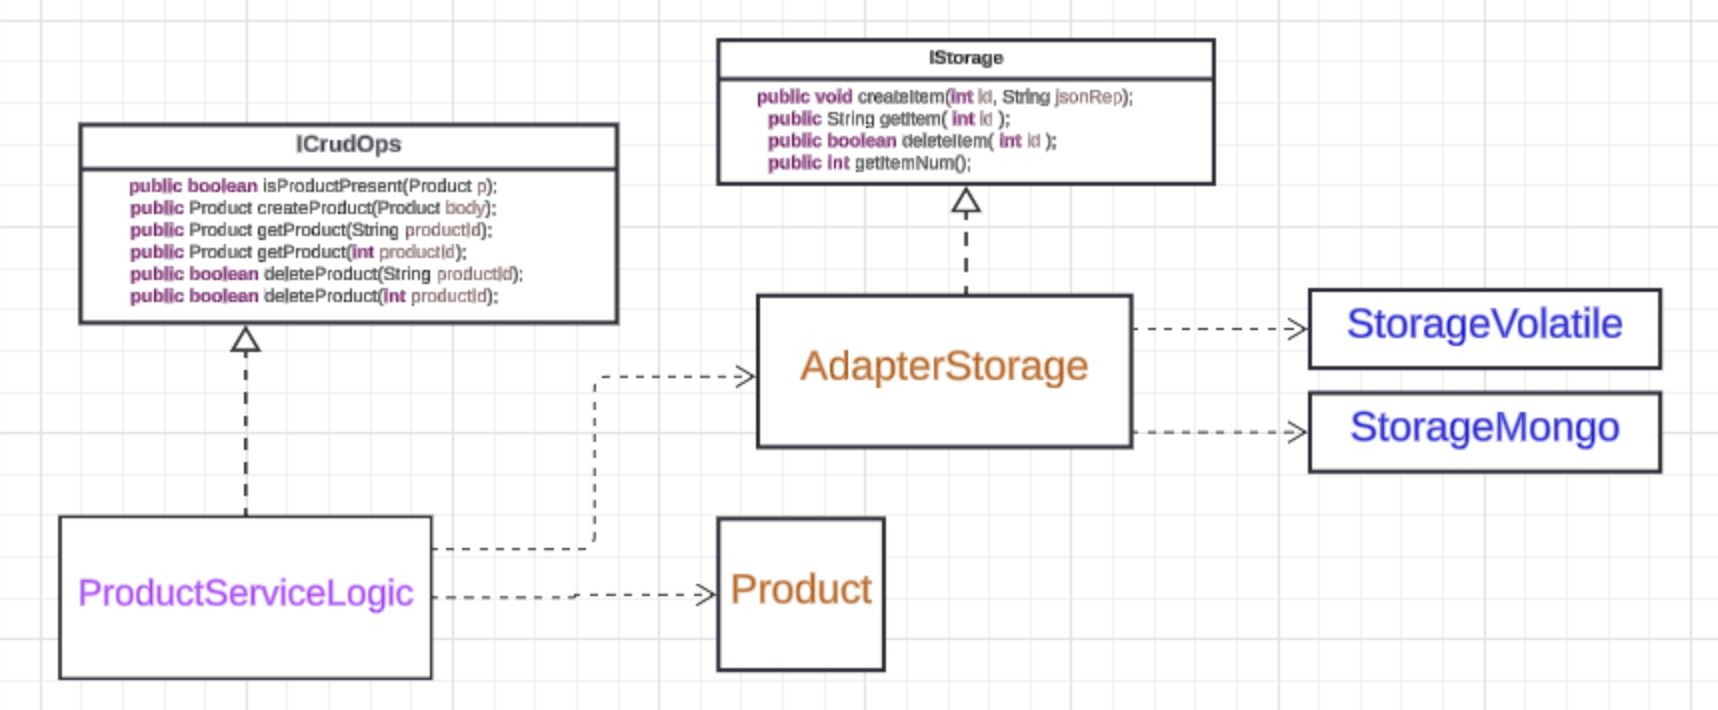 IStorage
public void createItem(int id, String jsonRep);
public String getItem( int id );
public boolean deleteItem( int id );
public int getItemNum();
ICrudOps
public boolean isProductPresent(Product p);
public Product createProduct(Product body);
public Product getProduct(String productId);
public Product getProduct(int productId);
public boolean deleteProduct(String productId);
public boolean deleteProduct(int productId);
AdapterStorage
StorageVolatile
StorageMongo
ProductServiceLogic
Product